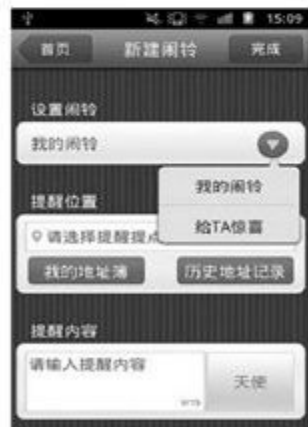 15:09
首页 新建闹铃 完成
设置闹铃
我的闹铃
我的闹铃
提醒位置
给TA惊喜
请选择提醒提点
我的地址簿 历史地址记录
提醒内容
请输入提醒内容
天使